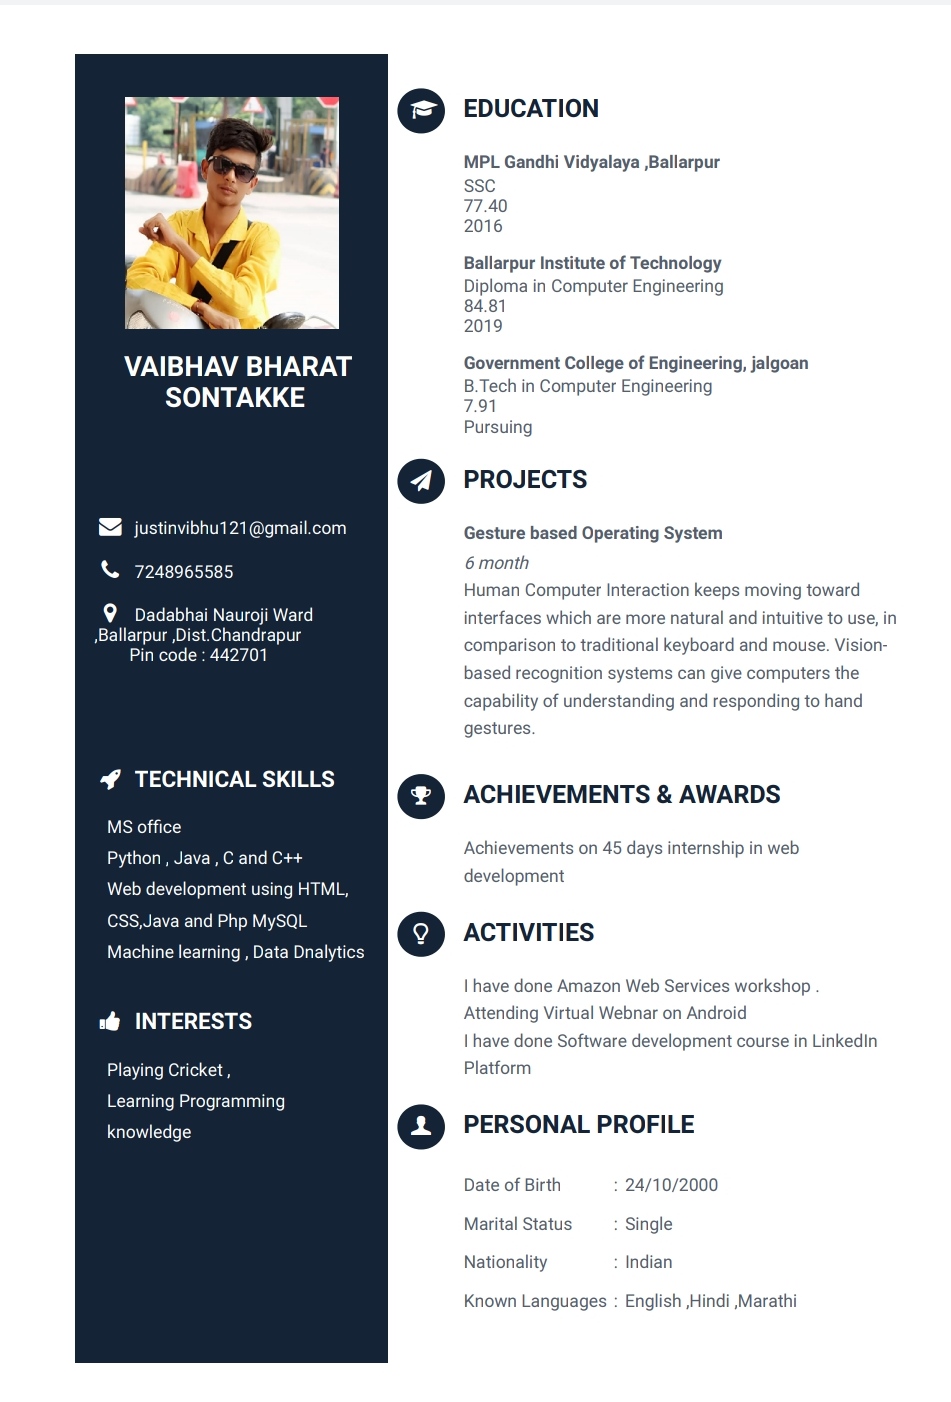 VAIBHAV BHARAT
SONTAKKE
justinvibhu121@gmail.com
7248965585
Dadabhai Nauroji Ward
,Ballarpur ,Dist.Chandrapur
Pin code : 442701
TECHNICAL SKILLS
MS office
Python , Java , C and C++
Web development using HTML,
CSS,Java and Php MySQL
Machine learning , Data Dnalytics
INTERESTS
Playing Cricket ,
Learning Programming
knowledge
EDUCATION
MPL Gandhi Vidyalaya ,Ballarpur
SSC
77.40
2016
Ballarpur Institute of Technology
Diploma in Computer Engineering
84.81
2019
Government College of Engineering, jalgoan
B.Tech in Computer Engineering
7.91
Pursuing
PROJECTS
Gesture based Operating System
6 month
Human Computer Interaction keeps moving toward
interfaces which are more natural and intuitive to use, in
comparison to traditional keyboard and mouse. Vision-
based recognition systems can give computers the
capability of understanding and responding to hand
gestures.
ACHIEVEMENTS & AWARDS
Achievements on 45 days internship in web
development
ACTIVITIES
I have done Amazon Web Services workshop .
Attending Virtual Webnar on Android
I have done Software development course in LinkedIn
Platform
PERSONAL PROFILE
Date of Birth : 24/10/2000
Marital Status : Single
Nationality : Indian
Known Languages : English ,Hindi ,Marathi